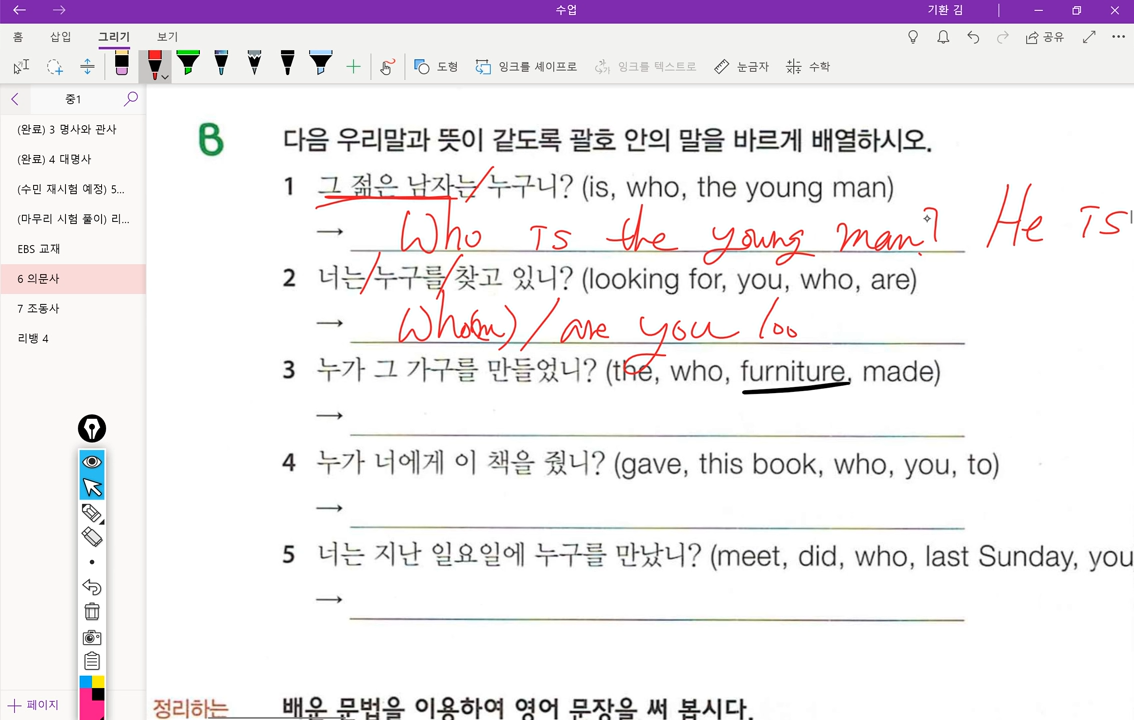 수업
기환 김
홈 삽입 그리기 보기
공유
도형 잉크를 셰이프로 잉크를 텍스트로 눈금자 수학
중1
(완료) 3 명사와 관사
(완료) 4 대명사
(수민 재시험 예정) 5...
(마무리 시험 풀이) 리...
EBS 교재
6 의문사
7 조동사
리뱅 4
페이지
B 다음 우리말과 뜻이 같도록 괄호 안의 말을 바르게 배열하시오.
1 그 젊은 남자는/누구니? (is, who, the young man)
→ Who is the young man? He is
2 너는/누구를/찾고 있니? (looking for, you, who, are)
→ Who(m) / are you loo
3 누가 그 가구를 만들었니? (the, who, furniture, made)
→
4 누가 너에게 이 책을 줬니? (gave, this book, who, you, to)
→
5 너는 지난 일요일에 누구를 만났니? (meet, did, who, last Sunday, you
→
정리하는 배운 문법을 이용하여 영어 문장을 써 봅시다.